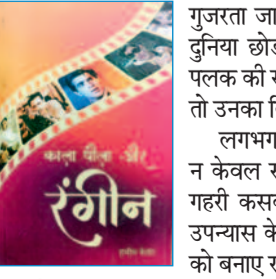 काला पीला और
रंगीन
गुजरता जा
दुनिया छोड़
पलक की
तो उनका
लगभग
न केवल
गहरी कसव
उपन्यास के
को बनाए